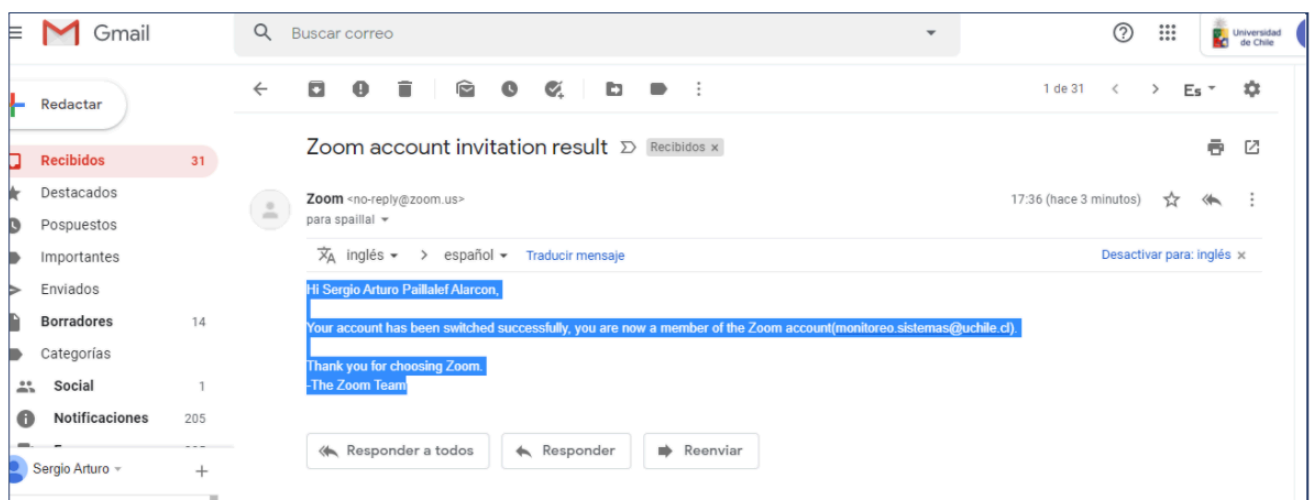 Gmail
Buscar correo
Universidad
de Chile
Redactar
1 de 31
Es
Zoom account invitation result
Recibidos x
Recibidos 31
Destacados
Pospuestos
Importantes
Enviados
Borradores 14
Categorías
Social 1
Notificaciones 205
Sergio Arturo
Zoom <no-reply@zoom.us>
17:36 (hace 3 minutos)
para spaillal
inglés > español Traducir mensaje
Desactivar para: inglés x
Hi Sergio Arturo Paillalef Alarcon,
Your account has been switched successfully, you are now a member of the Zoom account(monitoreo.sistemas@uchile.cl).
Thank you for choosing Zoom.
-The Zoom Team
Responder a todos
Responder
Reenviar